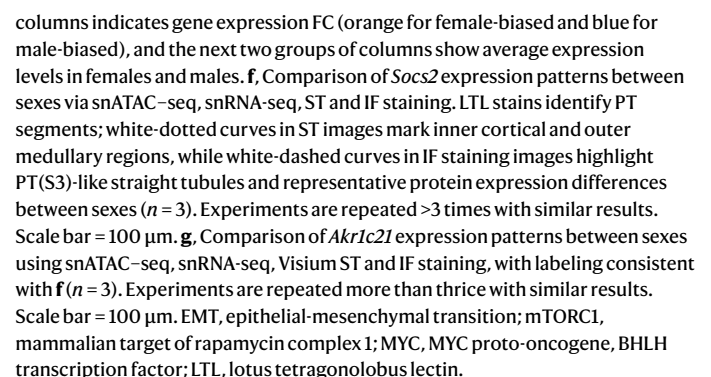 columns indicates gene expression FC (orange for female-biased and blue for
male-biased), and the next two groups of columns show average expression
levels in females and males. f, Comparison of Socs2 expression patterns between
sexes via snATAC–seq, snRNA-seq, ST and IF staining. LTL stains identify PT
segments; white-dotted curves in ST images mark inner cortical and outer
medullary regions, while white-dashed curves in IF staining images highlight
PT(S3)-like straight tubules and representative protein expression differences
between sexes (n = 3). Experiments are repeated >3 times with similar results.
Scale bar = 100 μm. g, Comparison of Akr1c21 expression patterns between sexes
using snATAC–seq, snRNA-seq, Visium ST and IF staining, with labeling consistent
with f (n = 3). Experiments are repeated more than thrice with similar results.
Scale bar = 100 μm. EMT, epithelial-mesenchymal transition; mTORC1,
mammalian target of rapamycin complex 1; MYC, MYC proto-oncogene, BHLH
transcription factor; LTL, lotus tetragonolobus lectin.